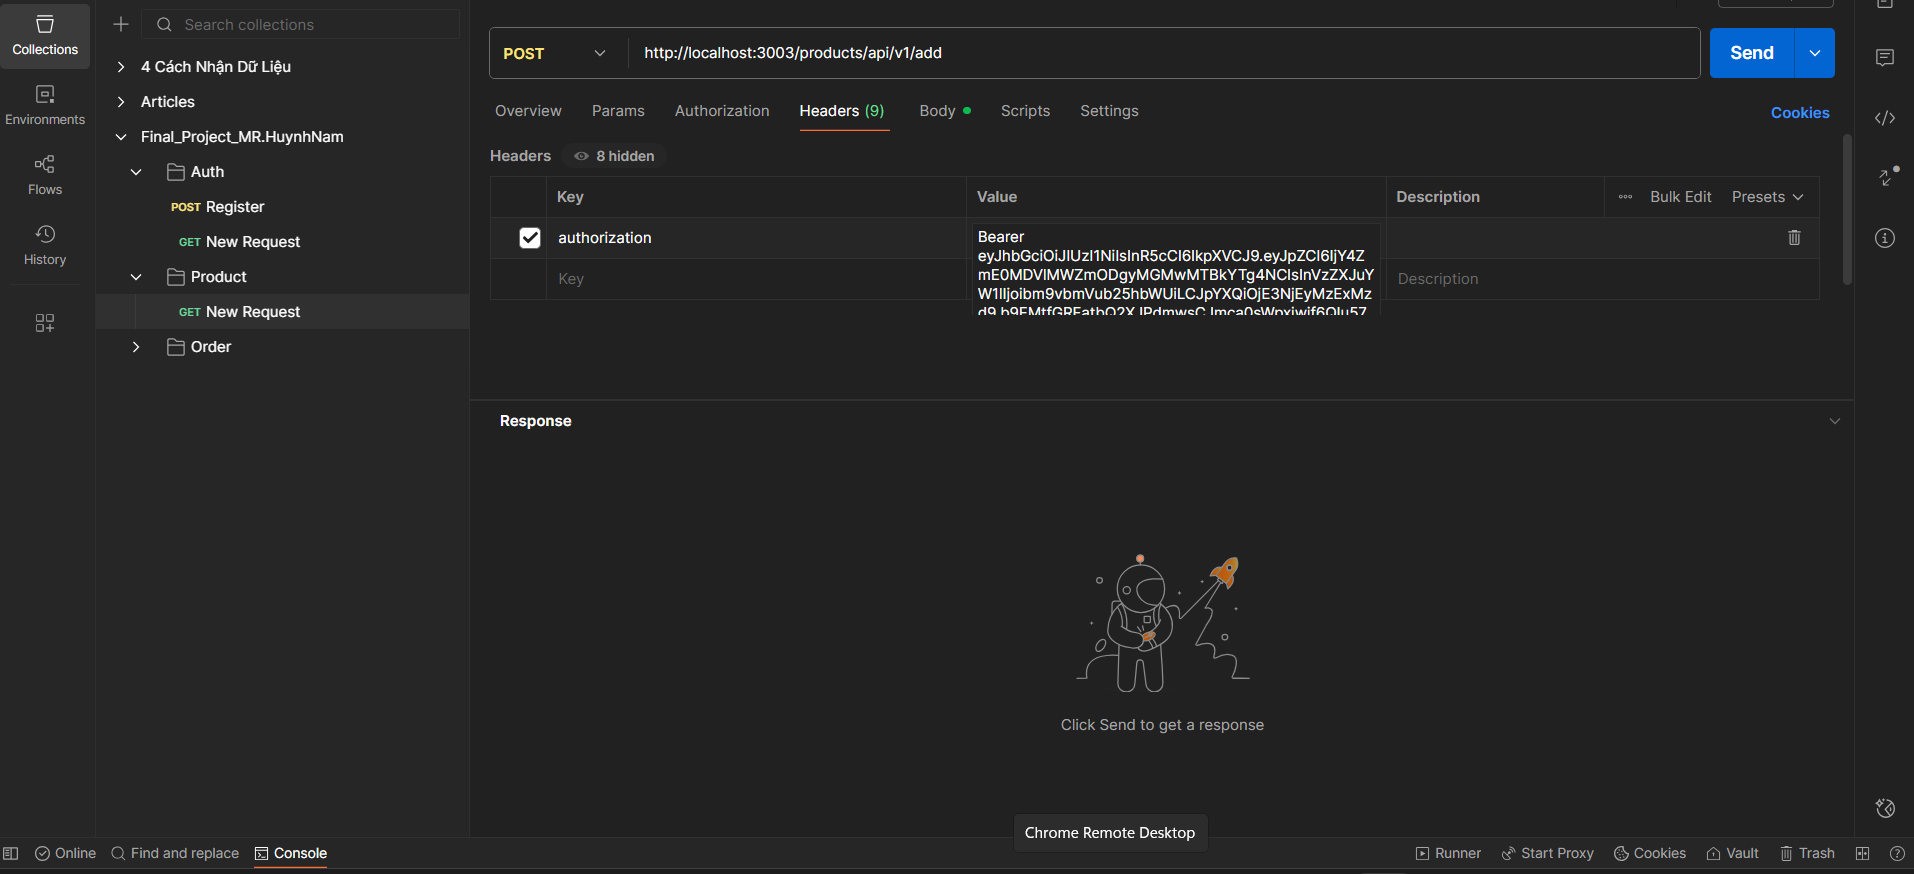 Collections
Environments
Flows
History
Search collections
4 Cách Nhận Dữ Liệu
Articles
Final_Project_MR.HuynhNam
Auth
POST Register
GET New Request
Product
GET New Request
Order
POST
http://localhost:3003/products/api/v1/add
Send
Overview Params Authorization Headers (9) Body Scripts Settings
Cookies
Headers 8 hidden
Key Value Description Bulk Edit Presets
authorization
Bearer
Key
Description
Response
Click Send to get a response
Chrome Remote Desktop
Online Find and replace Console
Runner Start Proxy Cookies Vault Trash